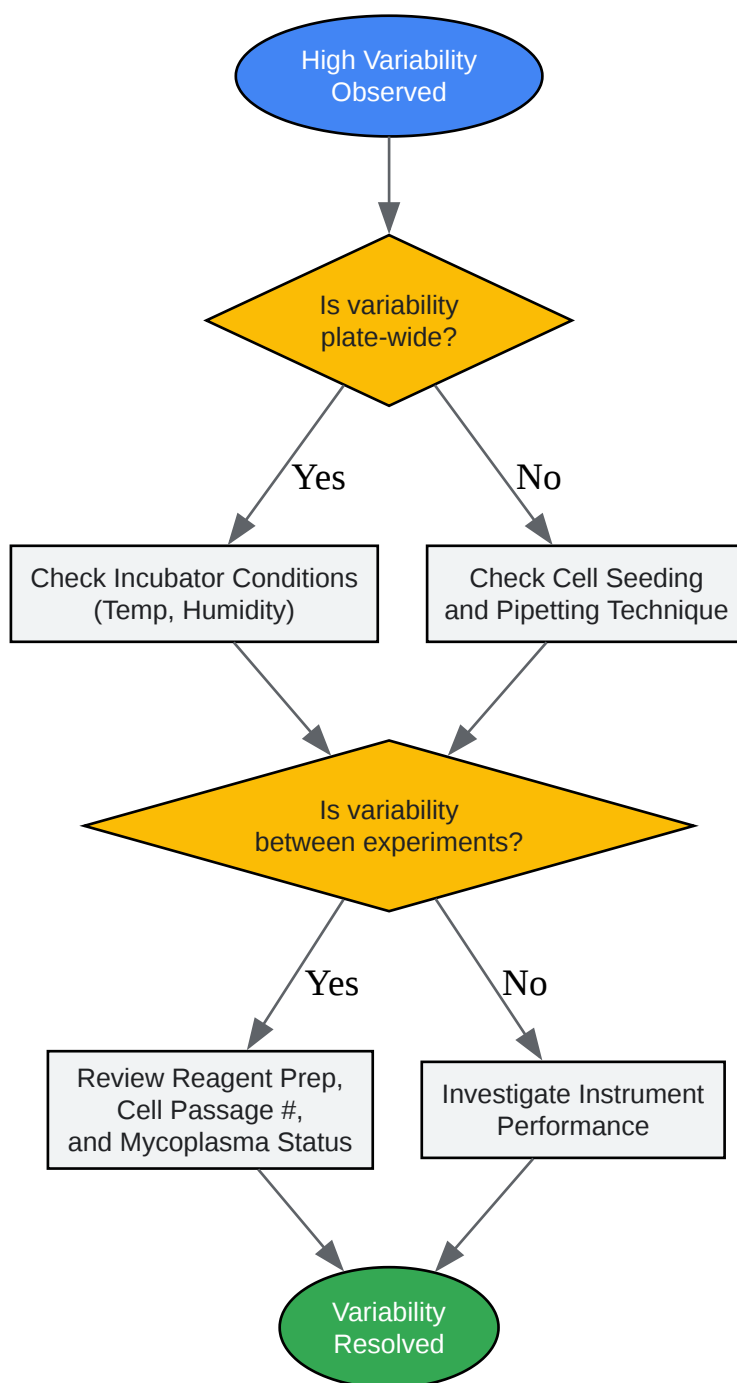 High Variability
Observed
Is variability
plate-wide?
Yes
No
Check Incubator Conditions
(Temp, Humidity)
Check Cell Seeding
and Pipetting Technique
Is variability
between experiments?
Yes
No
Review Reagent Prep,
Cell Passage #,
and Mycoplasma Status
Investigate Instrument
Performance
Variability
Resolved